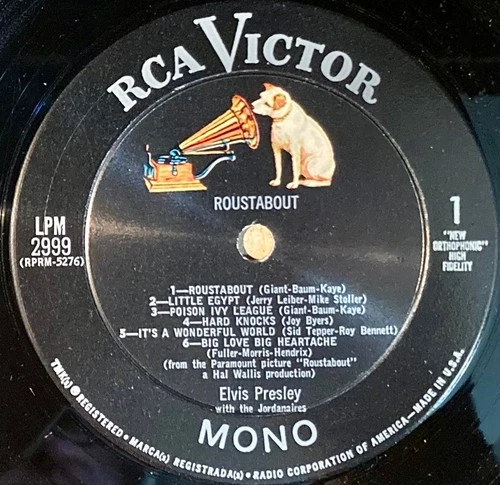 RCA VICTOR
ROUSTABOUT
LPM
2999
(RPRM-5276)
1
"NEW
ORTHOPHONIC"
HIGH
FIDELITY
1—ROUSTABOUT (Giant-Baum-Kaye)
2—LITTLE EGYPT (Jerry Leiber-Mike Stoller)
3—POISON IVY LEAGUE (Giant-Baum-Kaye)
4—HARD KNOCKS (Joy Byers)
5—IT'S A WONDERFUL WORLD (Sid Tepper-Roy Bennett)
6—BIG LOVE BIG HEARTACHE
(Fuller-Morris-Hendrix)
(from the Paramount picture "Roustabout"
a Hal Wallis production)
Elvis Presley
with the Jordanaires
MONO
TMK(s) ® REGISTERED • MARCA(s) REGISTRADA(s) • RADIO CORPORATION OF AMERICA—MADE IN U.S.A.